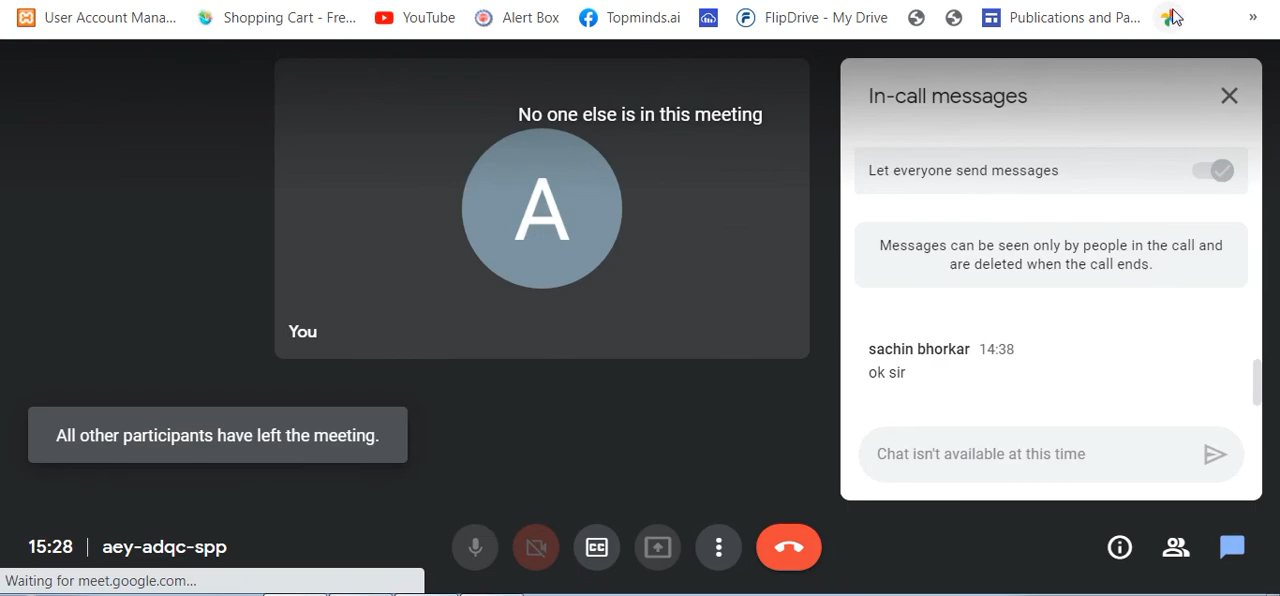 User Account Mana... Shopping Cart - Fre... YouTube Alert Box Topminds.ai FlipDrive - My Drive Publications and Pa... »
No one else is in this meeting
A
You
All other participants have left the meeting.
In-call messages
Let everyone send messages
Messages can be seen only by people in the call and
are deleted when the call ends.
sachin bhorkar 14:38
ok sir
Chat isn't available at this time
15:28 | aey-adqc-spp
CC
Waiting for meet.google.com...